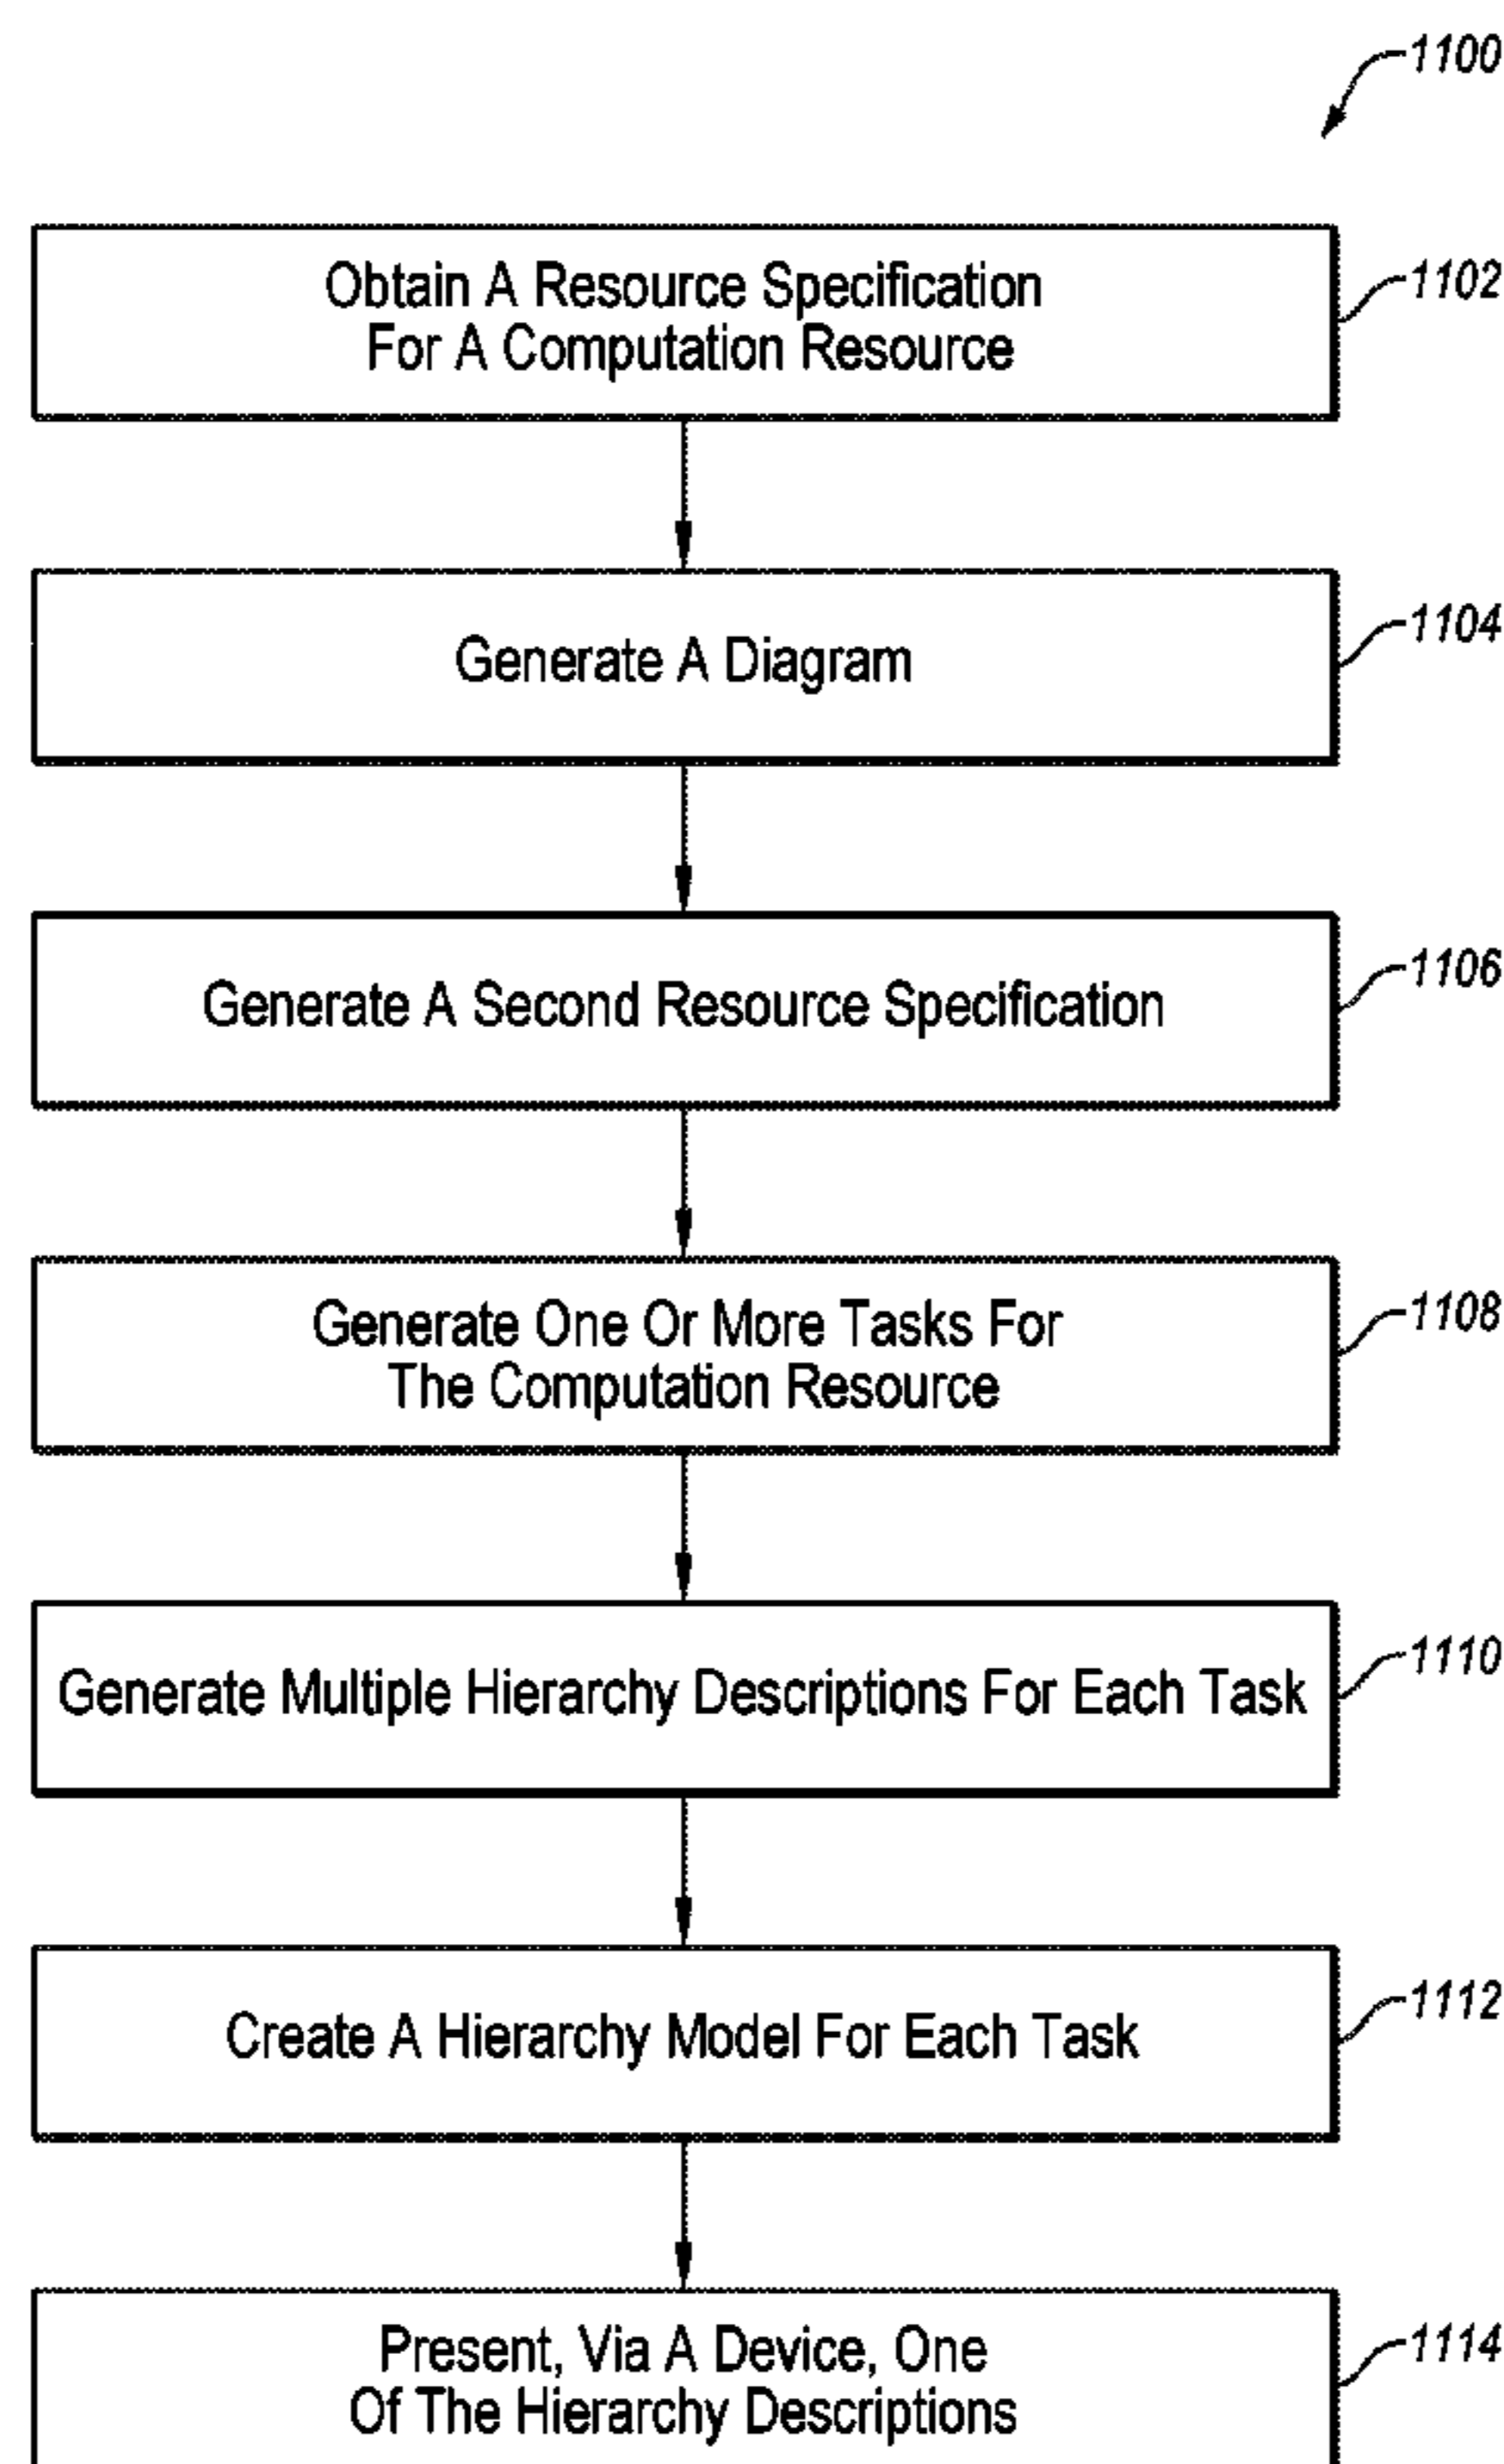 1100
Obtain A Resource Specification
For A Computation Resource
1102
Generate A Diagram
1104
Generate A Second Resource Specification
1106
Generate One Or More Tasks For
The Computation Resource
1108
Generate Multiple Hierarchy Descriptions For Each Task
1110
Create A Hierarchy Model For Each Task
1112
Present, Via A Device, One
Of The Hierarchy Descriptions
1114